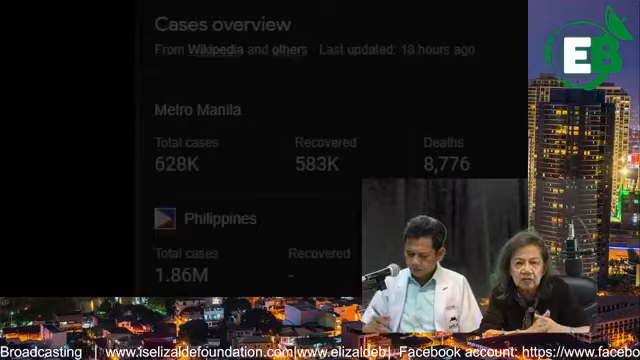 Cases overview
From Wikipedia and others · Last updated: 18 hours ago
EB
Metro Manila
Total cases
Recovered
Deaths
628K
583K
8,776
Philippines
Total cases
Recovered
1.86M
-
Broadcasting | www.iselizaldefoundation.com|www.elizaldebj Facebook account: https://www.faceb